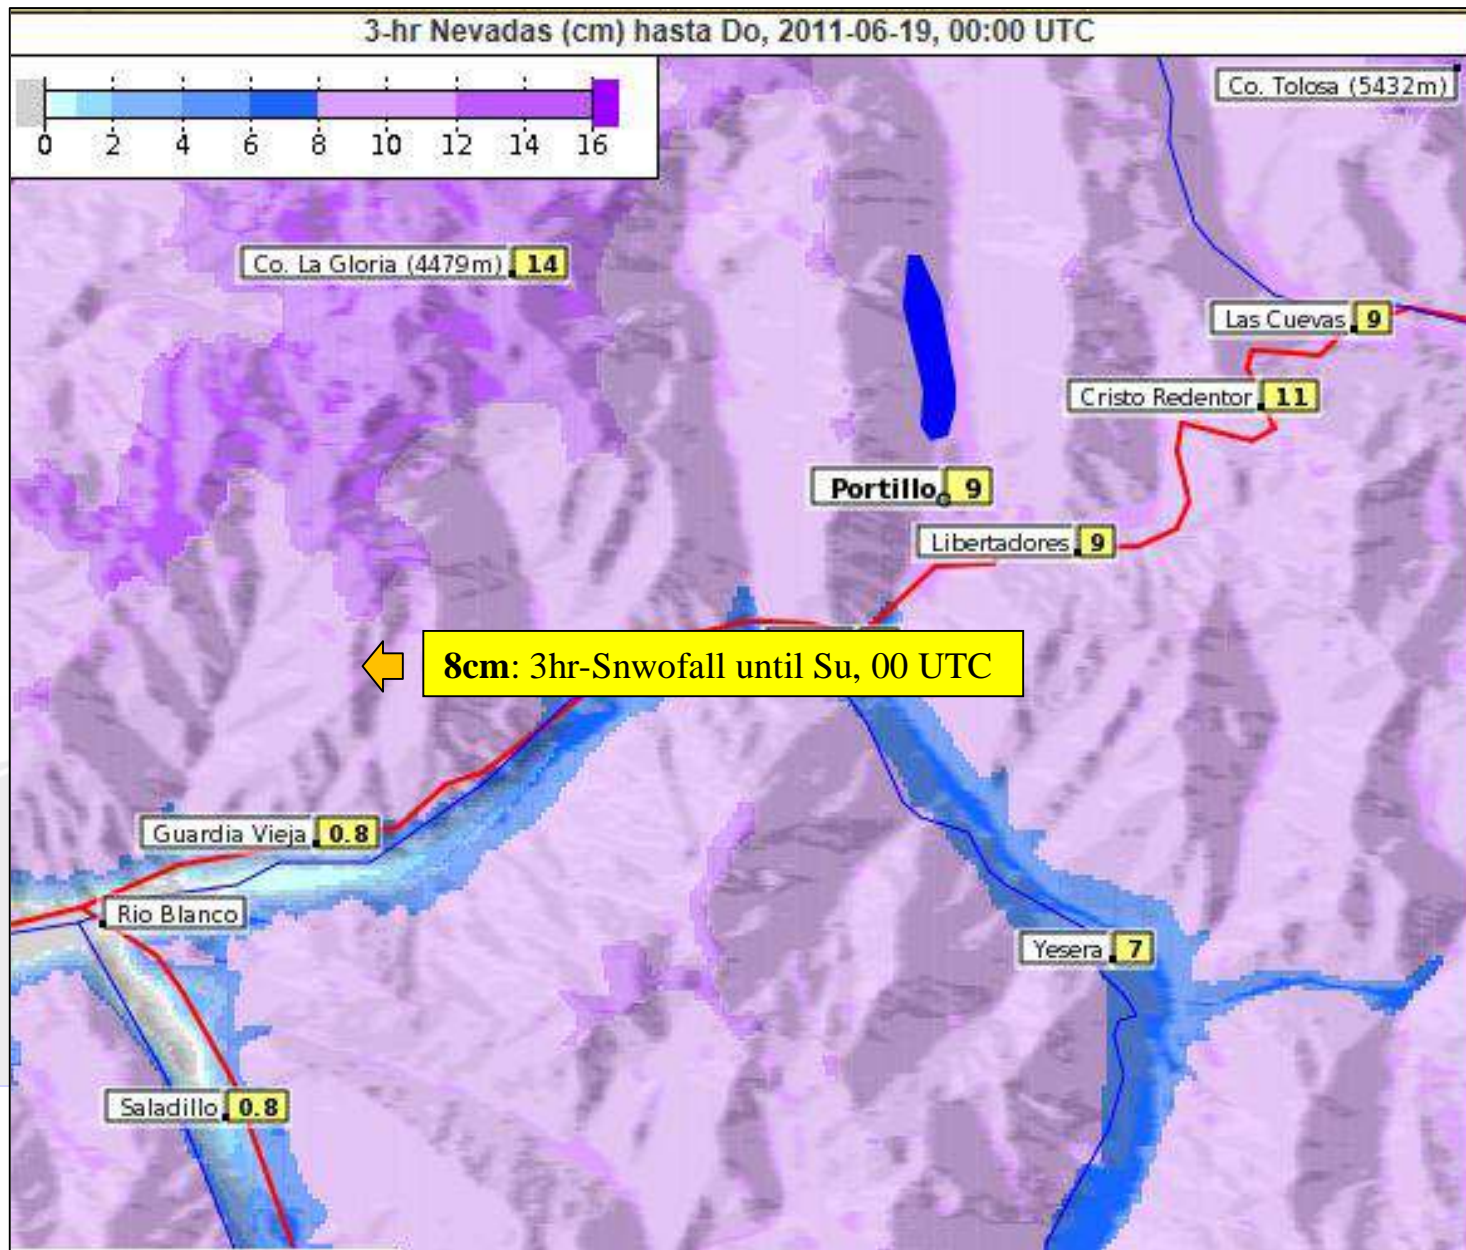 3-hr Nevadas (cm) hasta Do, 2011-06-19, 00:00 UTC
0 2 4 6 8 10 12 14 16
Co. Tolosa (5432m)
Co. La Gloria (4479m) 14
Las Cuevas 9
Cristo Redentor 11
Portillo 9
Libertadores 9
8cm: 3hr-Snwofall until Su, 00 UTC
Guardia Vieja 0.8
Rio Blanco
Yesera 7
Saladillo 0.8